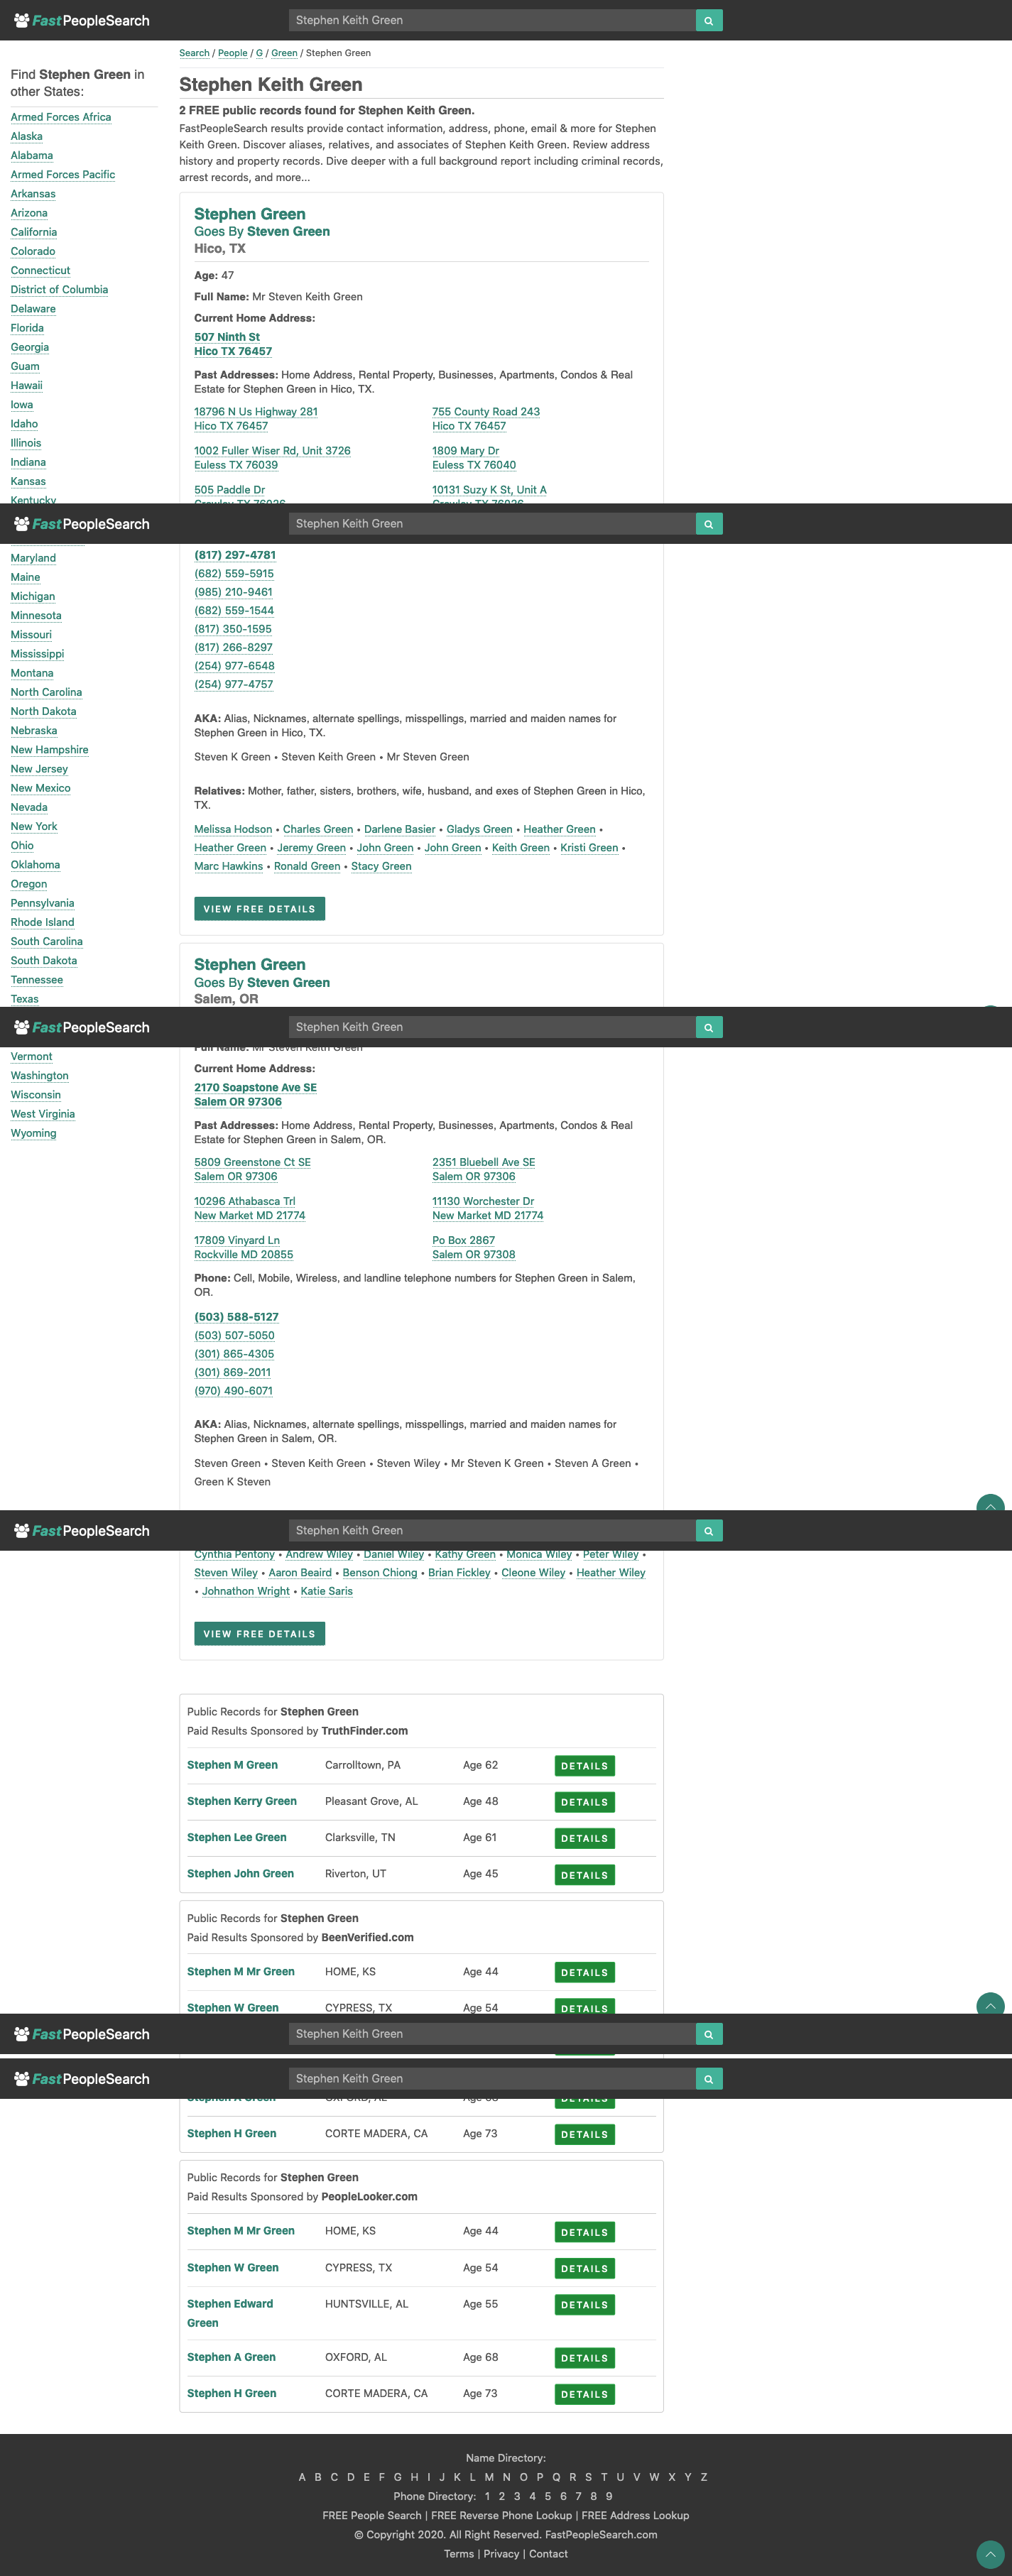 FastPeopleSearch
Stephen Keith Green
Search / People / G / Green / Stephen Green
Find Stephen Green in
other States:
Armed Forces Africa
Alaska
Alabama
Armed Forces Pacific
Arkansas
Arizona
California
Colorado
Connecticut
District of Columbia
Delaware
Florida
Georgia
Guam
Hawaii
Iowa
Idaho
Illinois
Indiana
Kansas
Kentucky
Stephen Keith Green
2 FREE public records found for Stephen Keith Green.
FastPeopleSearch results provide contact information, address, phone, email & more for Stephen
Keith Green. Discover aliases, relatives, and associates of Stephen Keith Green. Review address
history and property records. Dive deeper with a full background report including criminal records,
arrest records, and more...
Stephen Green
Goes By Steven Green
Hico, TX
Age: 47
Full Name: Mr Steven Keith Green
Current Home Address:
507 Ninth St
Hico TX 76457
Past Addresses: Home Address, Rental Property, Businesses, Apartments, Condos & Real
Estate for Stephen Green in Hico, TX.
18796 N Us Highway 281
Hico TX 76457
755 County Road 243
Hico TX 76457
1002 Fuller Wiser Rd, Unit 3726
Euless TX 76039
1809 Mary Dr
Euless TX 76040
505 Paddle Dr
Crowley TX 76036
10131 Suzy K St, Unit A
Crowley TX 76036
FastPeopleSearch
Stephen Keith Green
Maryland
Maine
Michigan
Minnesota
Missouri
Mississippi
Montana
North Carolina
North Dakota
Nebraska
New Hampshire
New Jersey
New Mexico
Nevada
New York
Ohio
Oklahoma
Oregon
Pennsylvania
Rhode Island
South Carolina
South Dakota
Tennessee
Texas
(817) 297-4781
(682) 559-5915
(985) 210-9461
(682) 559-1544
(817) 350-1595
(817) 266-8297
(254) 977-6548
(254) 977-4757
AKA: Alias, Nicknames, alternate spellings, misspellings, married and maiden names for
Stephen Green in Hico, TX.
Steven K Green • Steven Keith Green • Mr Steven Green
Relatives: Mother, father, sisters, brothers, wife, husband, and exes of Stephen Green in Hico,
TX.
Melissa Hodson • Charles Green • Darlene Basier • Gladys Green • Heather Green •
Heather Green • Jeremy Green • John Green • John Green • Keith Green • Kristi Green •
Marc Hawkins • Ronald Green • Stacy Green
VIEW FREE DETAILS
Stephen Green
Goes By Steven Green
Salem, OR
FastPeopleSearch
Stephen Keith Green
Vermont
Washington
Wisconsin
West Virginia
Wyoming
Full Name: Mr Steven Keith Green
Current Home Address:
2170 Soapstone Ave SE
Salem OR 97306
Past Addresses: Home Address, Rental Property, Businesses, Apartments, Condos & Real
Estate for Stephen Green in Salem, OR.
5809 Greenstone Ct SE
Salem OR 97306
2351 Bluebell Ave SE
Salem OR 97306
10296 Athabasca Trl
New Market MD 21774
11130 Worchester Dr
New Market MD 21774
17809 Vinyard Ln
Rockville MD 20855
Po Box 2867
Salem OR 97308
Phone: Cell, Mobile, Wireless, and landline telephone numbers for Stephen Green in Salem,
OR.
(503) 588-5127
(503) 507-5050
(301) 865-4305
(301) 869-2011
(970) 490-6071
AKA: Alias, Nicknames, alternate spellings, misspellings, married and maiden names for
Stephen Green in Salem, OR.
Steven Green • Steven Keith Green • Steven Wiley • Mr Steven K Green • Steven A Green •
Green K Steven
FastPeopleSearch
Stephen Keith Green
Cynthia Pentony • Andrew Wiley • Daniel Wiley • Kathy Green • Monica Wiley • Peter Wiley •
Steven Wiley • Aaron Beaird • Benson Chiong • Brian Fickley • Cleone Wiley • Heather Wiley
• Johnathon Wright • Katie Saris
VIEW FREE DETAILS
Public Records for Stephen Green
Paid Results Sponsored by TruthFinder.com
Stephen M Green Carrolltown, PA Age 62 DETAILS
Stephen Kerry Green Pleasant Grove, AL Age 48 DETAILS
Stephen Lee Green Clarksville, TN Age 61 DETAILS
Stephen John Green Riverton, UT Age 45 DETAILS
Public Records for Stephen Green
Paid Results Sponsored by BeenVerified.com
Stephen M Mr Green HOME, KS Age 44 DETAILS
Stephen W Green CYPRESS, TX Age 54 DETAILS
FastPeopleSearch
Stephen Keith Green
FastPeopleSearch
Stephen Keith Green
Stephen A Green OXFORD, AL Age 68 DETAILS
Stephen H Green CORTE MADERA, CA Age 73 DETAILS
Public Records for Stephen Green
Paid Results Sponsored by PeopleLooker.com
Stephen M Mr Green HOME, KS Age 44 DETAILS
Stephen W Green CYPRESS, TX Age 54 DETAILS
Stephen Edward
Green HUNTSVILLE, AL Age 55 DETAILS
Stephen A Green OXFORD, AL Age 68 DETAILS
Stephen H Green CORTE MADERA, CA Age 73 DETAILS
Name Directory:
A B C D E F G H I J K L M N O P Q R S T U V W X Y Z
Phone Directory: 1 2 3 4 5 6 7 8 9
FREE People Search | FREE Reverse Phone Lookup | FREE Address Lookup
© Copyright 2020. All Right Reserved. FastPeopleSearch.com
Terms | Privacy | Contact